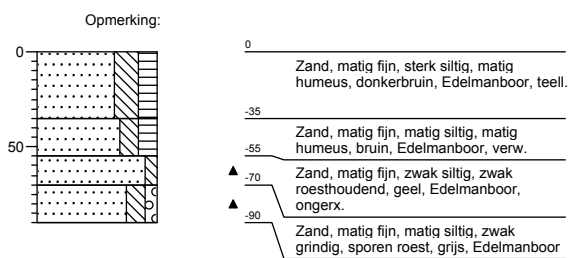 Opmerking:
0
50
0
Zand, matig fijn, sterk siltig, matig
humeus, donkerbruin, Edelmanboor, teell.
-35
Zand, matig fijn, matig siltig, matig
humeus, bruin, Edelmanboor, verw.
-55
Zand, matig fijn, zwak siltig, zwak
roesthoudend, geel, Edelmanboor,
ongerx.
-70
Zand, matig fijn, matig siltig, zwak
grindig, sporen roest, grijs, Edelmanboor
-90